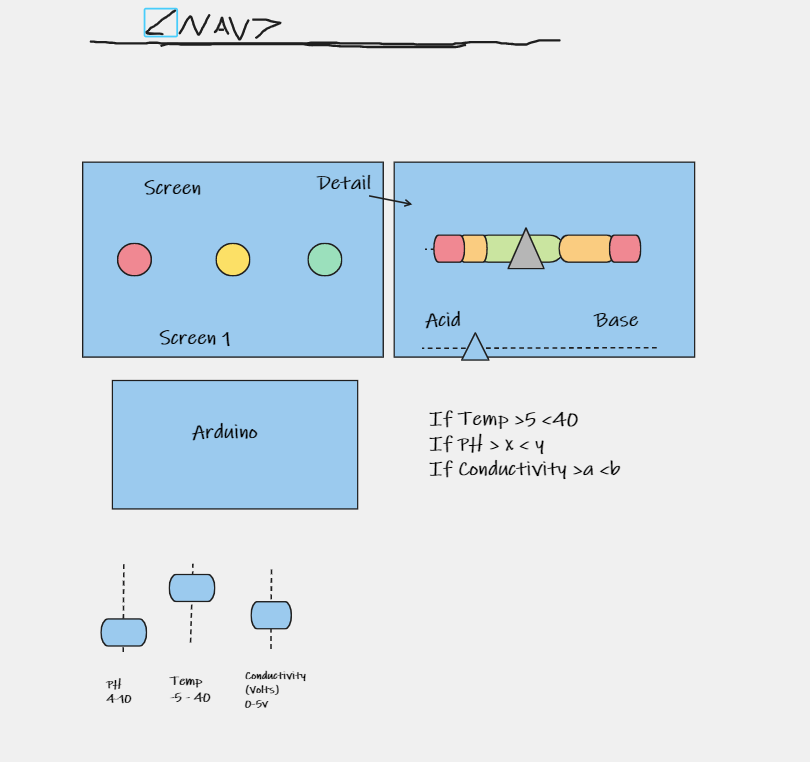 <NAV>
Screen
Detail
Screen 1
Acid
Base
Arduino
If Temp >5 <40
If PH > x < y
If Conductivity >a <b
PH
4-10
Temp
-5 - 40
Conductivity
(Volts)
0-5v